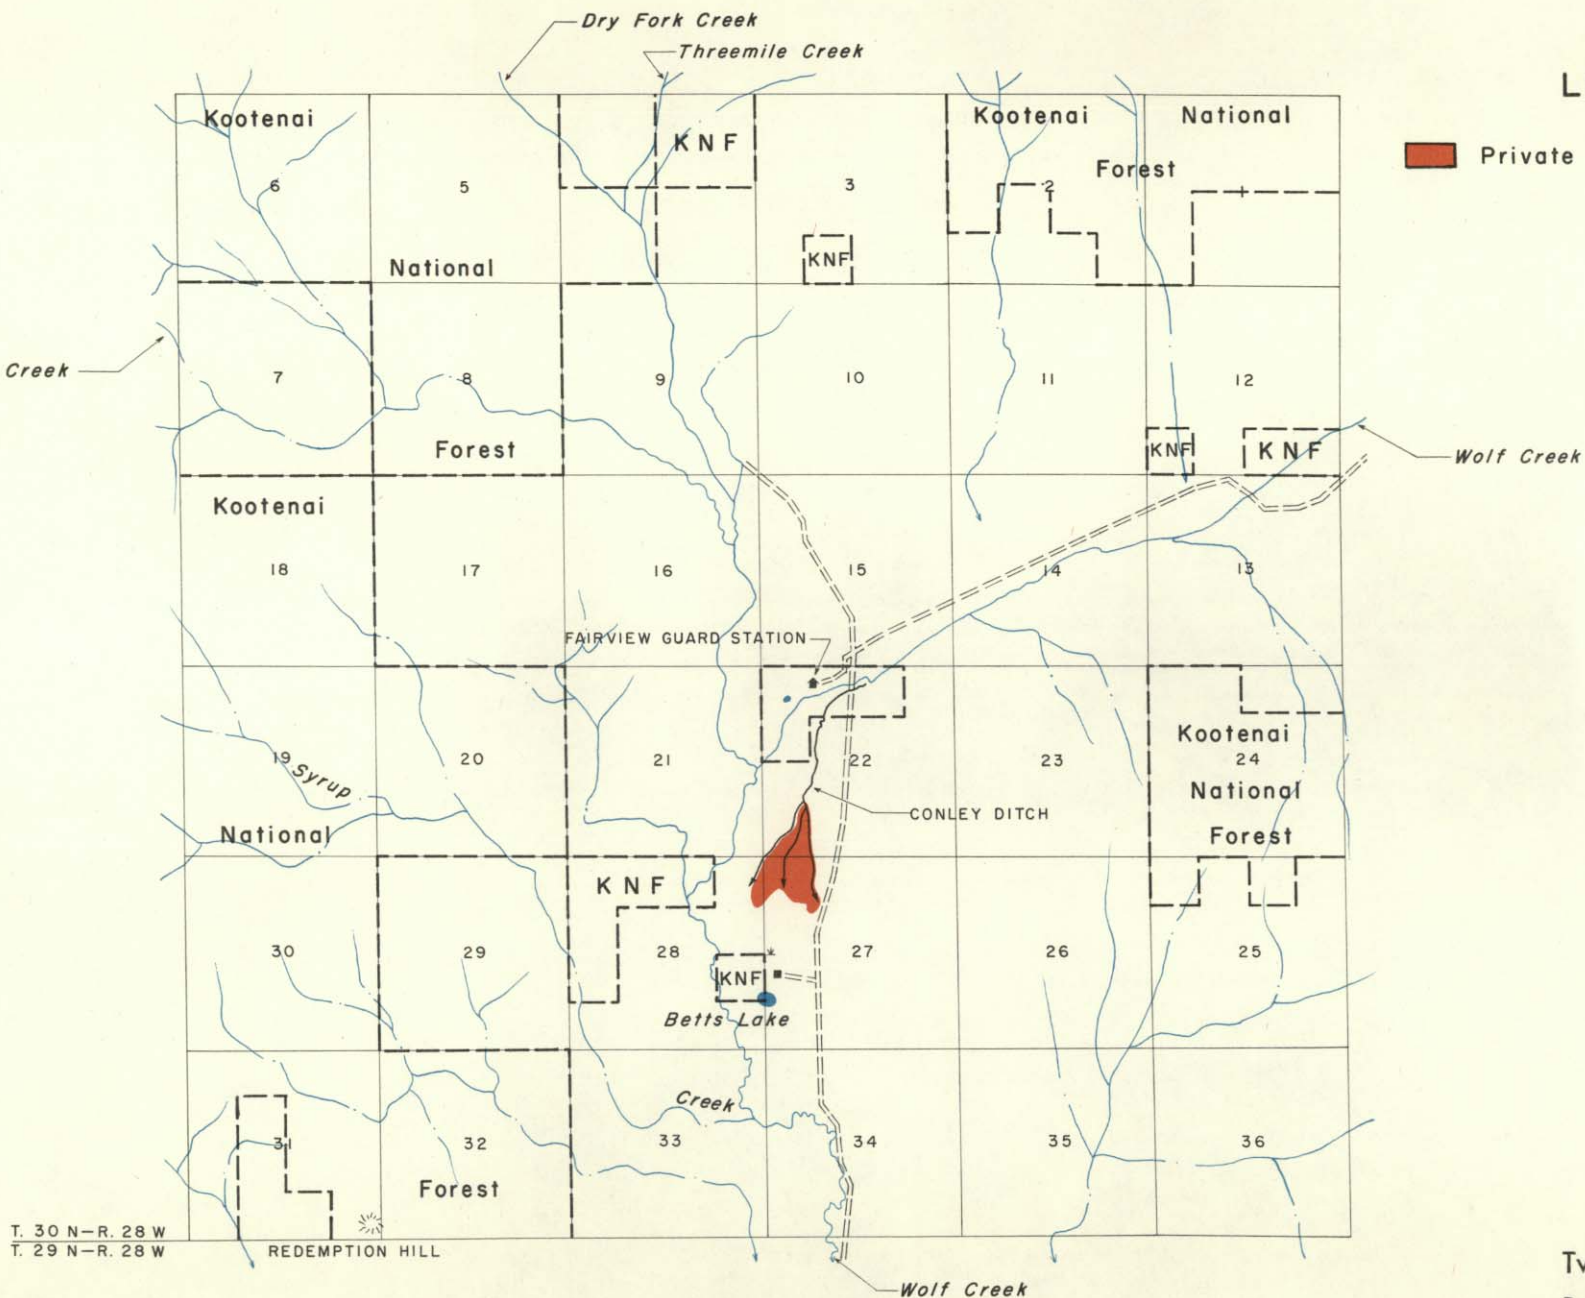 Dry Fork Creek
Threemile Creek
L
Kootenai
KNF
Kootenai
National
Private
Forest
6
5
3
2
1
National
KNF
Creek
7
8
9
10
11
12
Forest
KNF
KNF
Wolf Creek
Kootenai
18
17
16
15
14
13
FAIRVIEW GUARD STATION
Kootenai
19
20
21
22
23
24
Syrup
National
CONLEY DITCH
National
Forest
KNF
30
29
28
27
26
25
KNF
Betts Lake
Creek
31
32
33
34
35
36
Forest
T. 30 N-R. 28 W
T. 29 N-R. 28 W
REDEMPTION HILL
Wolf Creek